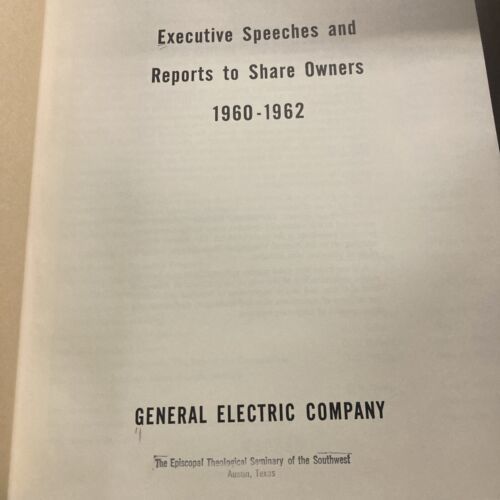 Executive Speeches and
Reports to Share Owners
1960-1962
GENERAL ELECTRIC COMPANY
The Episcopal Theological Seminary of the Southwest
Austin, Texas